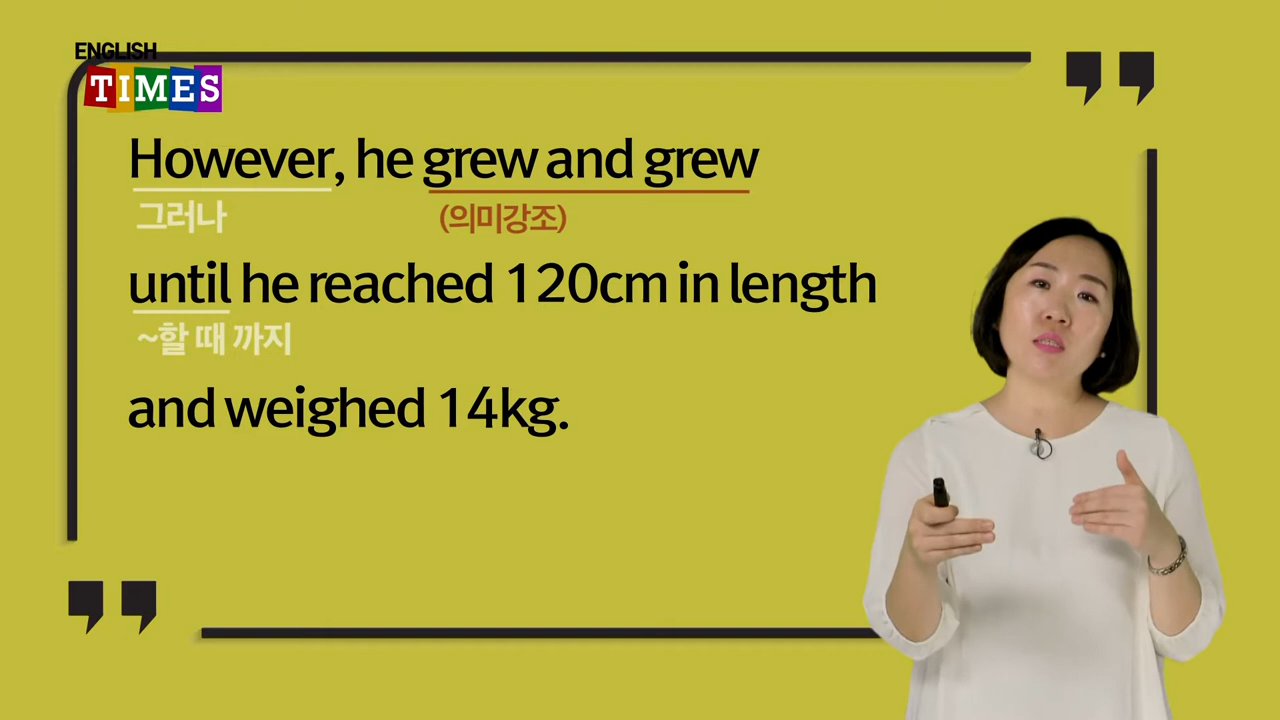 ENGLISH
TIMES
However, he grew and grew
그러나 (의미강조)
until he reached 120cm in length
~할 때 까지
and weighed 14kg.